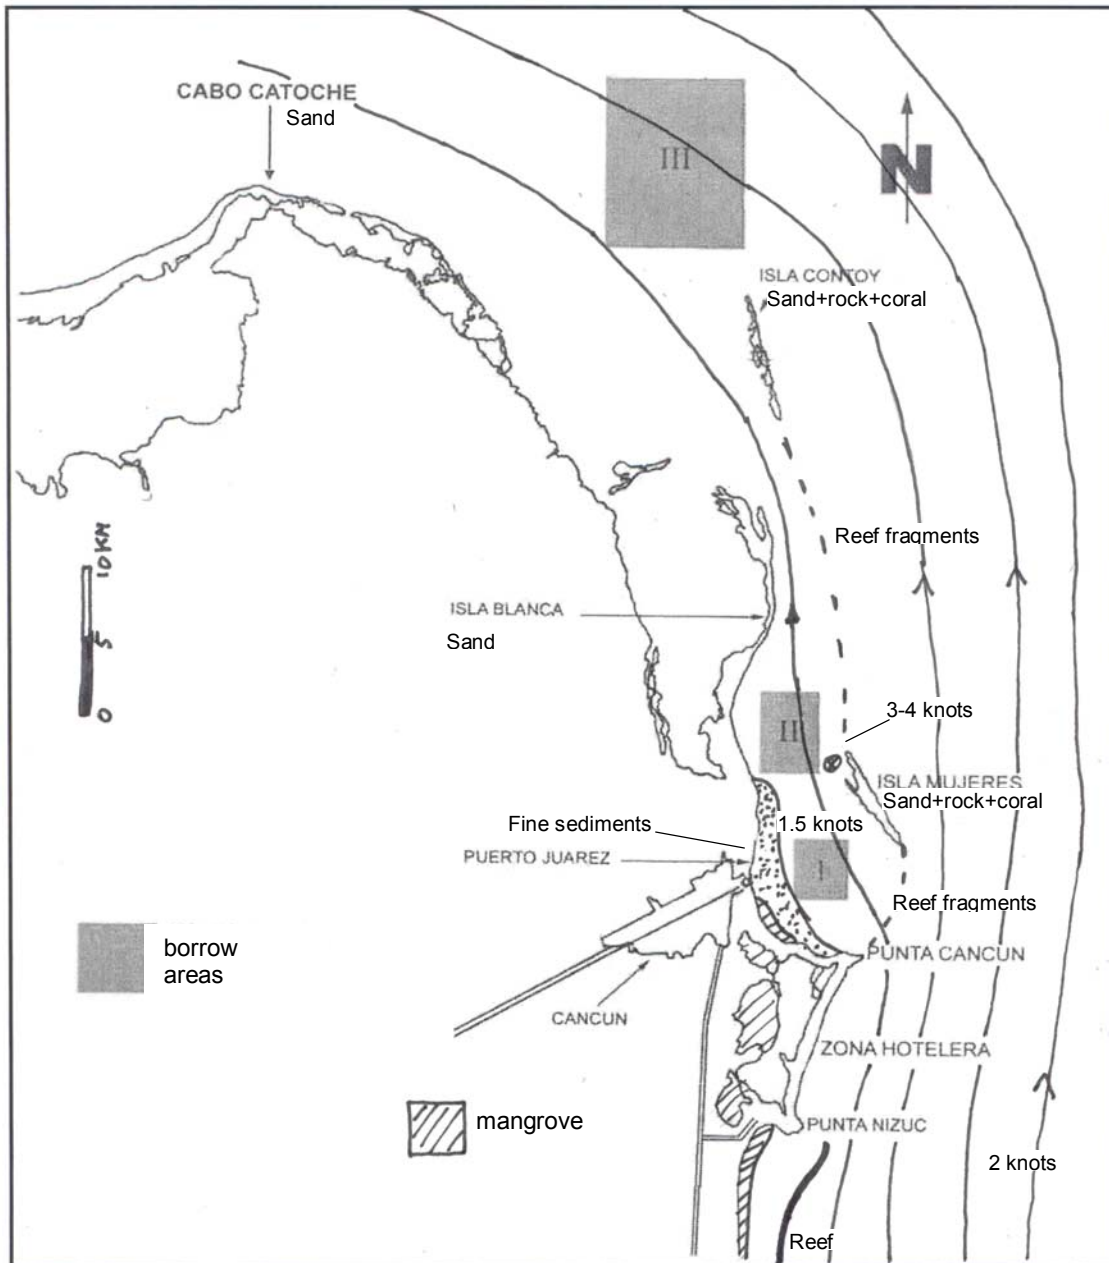 CABO CATOCHE
Sand
III
N
ISLA CONTOY
Sand+rock+coral
Reef fragments
10 KM
5
0
ISLA BLANCA
Sand
3-4 knots
II
ISLA MUJERES
Sand+rock+coral
Fine sediments
1.5 knots
PUERTO JUAREZ
I
Reef fragments
borrow
areas
PUNTA CANCUN
CANCUN
ZONA HOTELERA
mangrove
PUNTA NIZUC
2 knots
Reef